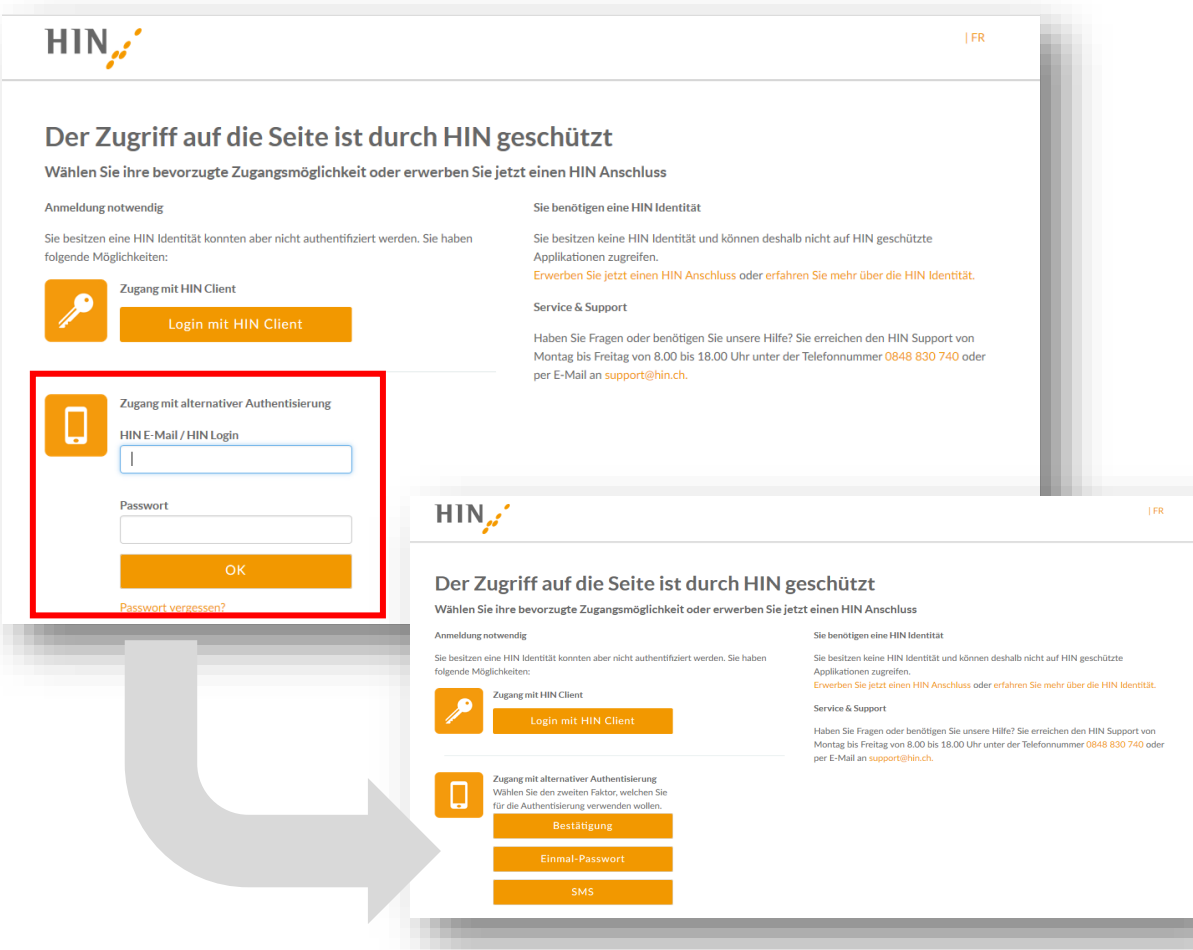 HIN
| FR
Der Zugriff auf die Seite ist durch HIN geschützt
Wählen Sie ihre bevorzugte Zugangsmöglichkeit oder erwerben Sie jetzt einen HIN Anschluss
Anmeldung notwendig
Sie besitzen eine HIN Identität konnten aber nicht authentifiziert werden. Sie haben
folgende Möglichkeiten:
Zugang mit HIN Client
Login mit HIN Client
Zugang mit alternativer Authentisierung
HIN E-Mail / HIN Login
Passwort
OK
Passwort vergessen?
Sie benötigen eine HIN Identität
Sie besitzen keine HIN Identität und können deshalb nicht auf HIN geschützte
Applikationen zugreifen.
Erwerben Sie jetzt einen HIN Anschluss oder erfahren Sie mehr über die HIN Identität.
Service & Support
Haben Sie Fragen oder benötigen Sie unsere Hilfe? Sie erreichen den HIN Support von
Montag bis Freitag von 8.00 bis 18.00 Uhr unter der Telefonnummer 0848 830 740 oder
per E-Mail an support@hin.ch.
HIN
| FR
Der Zugriff auf die Seite ist durch HIN geschützt
Wählen Sie ihre bevorzugte Zugangsmöglichkeit oder erwerben Sie jetzt einen HIN Anschluss
Anmeldung notwendig
Sie besitzen eine HIN Identität konnten aber nicht authentifiziert werden. Sie haben
folgende Möglichkeiten:
Zugang mit HIN Client
Login mit HIN Client
Zugang mit alternativer Authentisierung
Wählen Sie den zweiten Faktor, welchen Sie
für die Authentisierung verwenden wollen.
Bestätigung
Einmal-Passwort
SMS
Sie benötigen eine HIN Identität
Sie besitzen keine HIN Identität und können deshalb nicht auf HIN geschützte
Applikationen zugreifen.
Erwerben Sie jetzt einen HIN Anschluss oder erfahren Sie mehr über die HIN Identität.
Service & Support
Haben Sie Fragen oder benötigen Sie unsere Hilfe? Sie erreichen den HIN Support von
Montag bis Freitag von 8.00 bis 18.00 Uhr unter der Telefonnummer 0848 830 740 oder
per E-Mail an support@hin.ch.